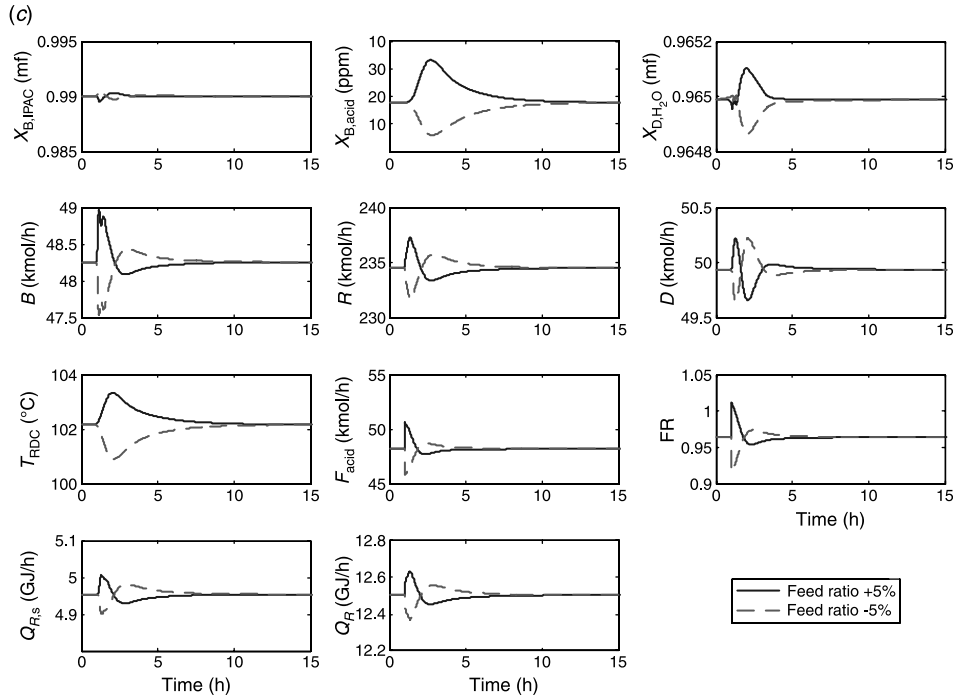 (c)
X_B,IPAC (mf)
0.995
0.99
0.985
0 5 10 15
X_B,acid (ppm)
10
30
20
10
0 5 10 15
X_D,H₂O (mf)
0.9652
0.965
0.9648
0 5 10 15
B (kmol/h)
49
48.5
48
47.5
0 5 10 15
R (kmol/h)
240
235
230
0 5 10 15
D (kmol/h)
50.5
50
49.5
0 5 10 15
T_RDC (°C)
104
102
100
0 5 10 15
F_acid (kmol/h)
55
50
45
0 5 10 15
FR
1.05
1
0.95
0.9
0 5 10 15
Time (h)
Q_R,s (GJ/h)
5.1
5
4.9
0 5 10 15
Time (h)
Q_R (GJ/h)
12.8
12.6
12.4
12.2
0 5 10 15
Time (h)
Feed ratio +5%
Feed ratio -5%